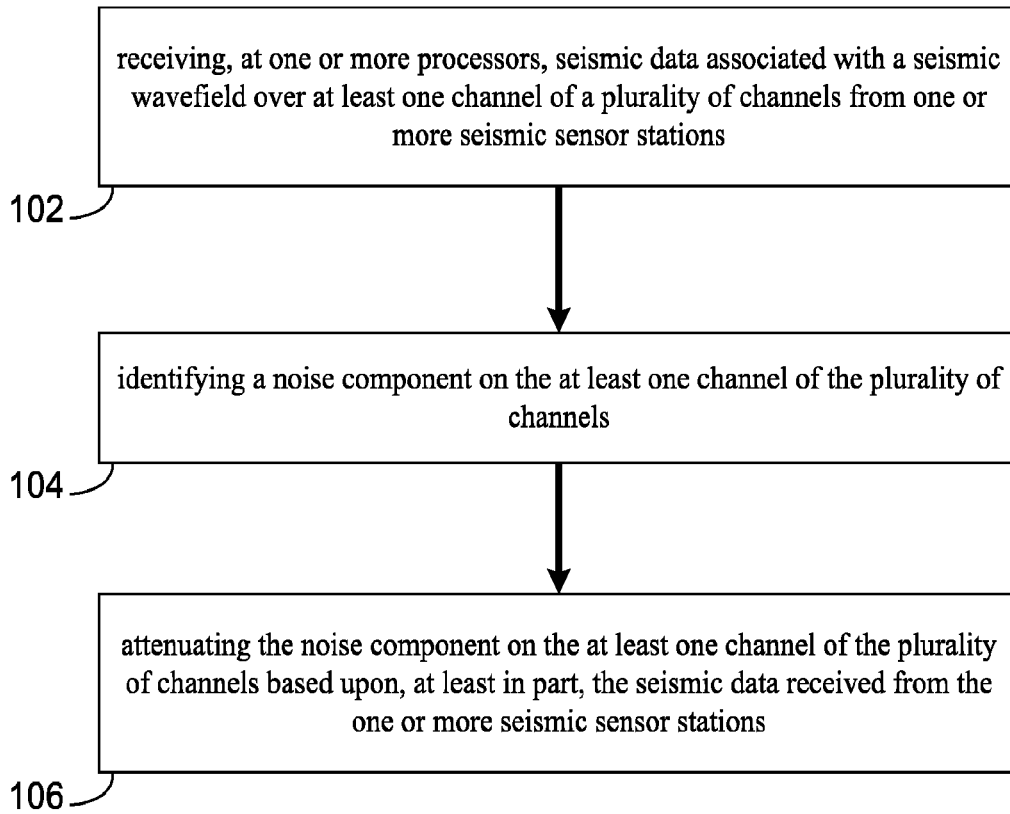 receiving, at one or more processors, seismic data associated with a seismic
wavefield over at least one channel of a plurality of channels from one or
more seismic sensor stations
102
identifying a noise component on the at least one channel of the plurality of
channels
104
attenuating the noise component on the at least one channel of the plurality
of channels based upon, at least in part, the seismic data received from the
one or more seismic sensor stations
106